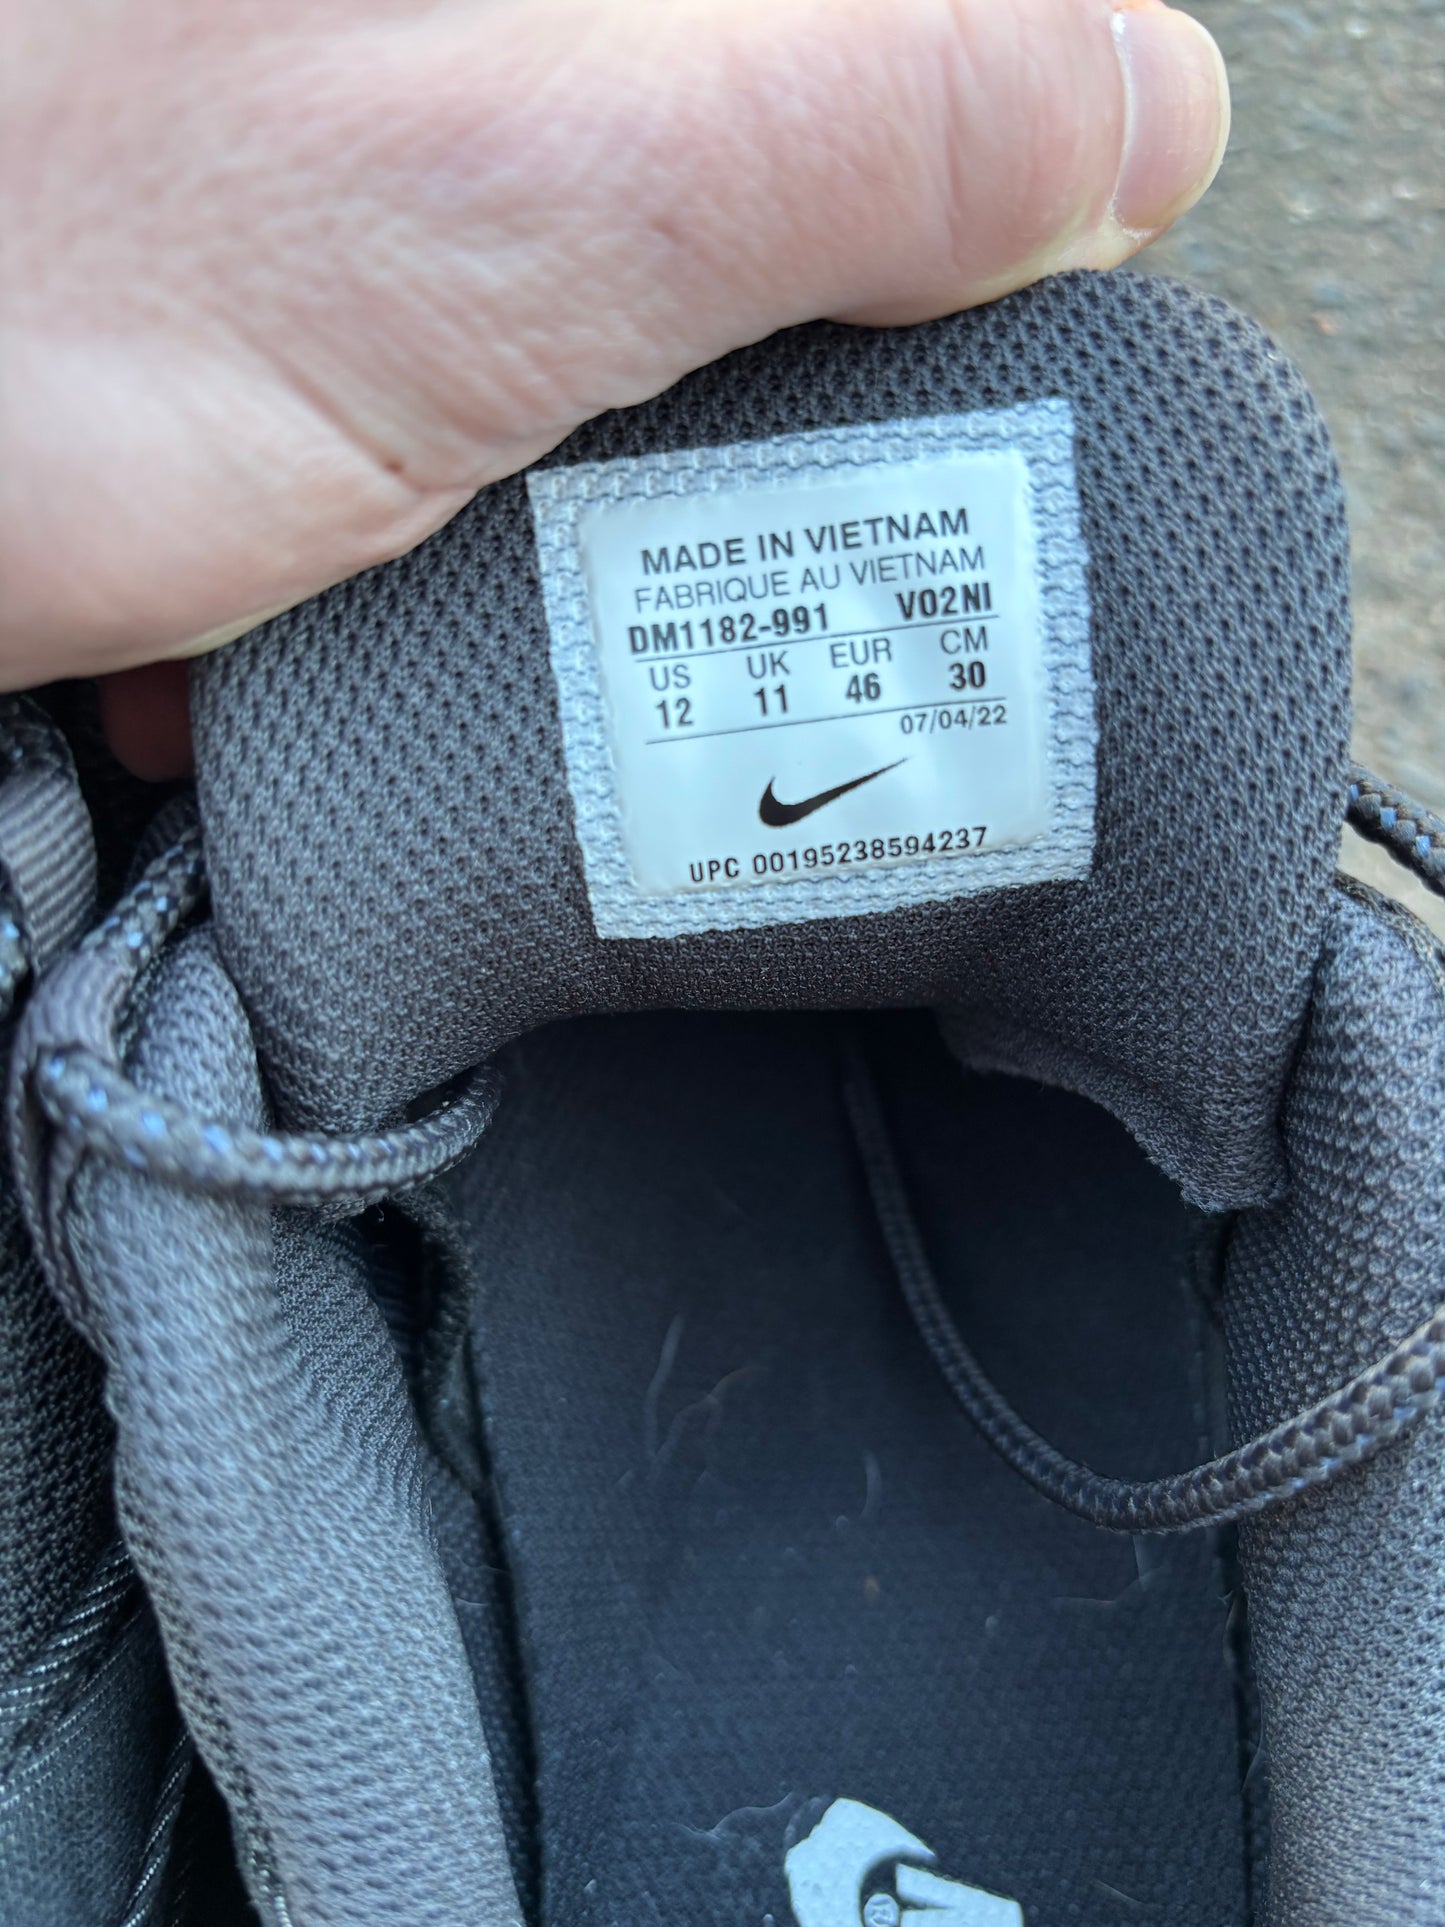 MADE IN VIETNAM
FABRIQUE AU VIETNAM
DM1182-991 V02NI
US UK EUR CM
12 11 46 30
07/04/22
UPC 00195238594237